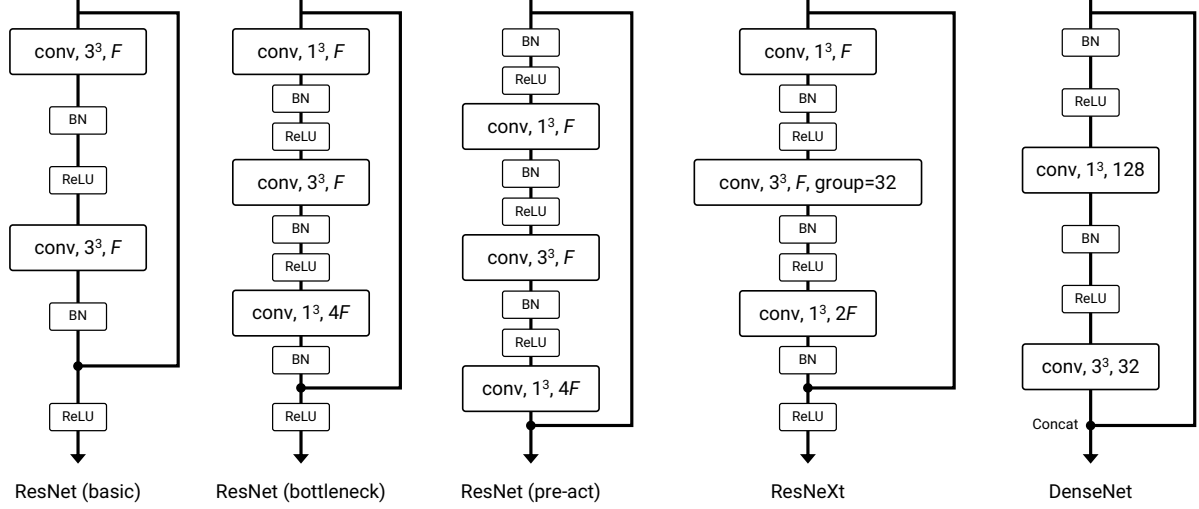 conv, 3³, F
BN
ReLU
conv, 3³, F
BN
ReLU
ResNet (basic)
conv, 1³, F
BN
ReLU
conv, 3³, F
BN
ReLU
conv, 1³, 4F
BN
ReLU
ResNet (bottleneck)
BN
ReLU
conv, 1³, F
BN
ReLU
conv, 3³, F
BN
ReLU
conv, 1³, 4F
ResNet (pre-act)
conv, 1³, F
BN
ReLU
conv, 3³, F, group=32
BN
ReLU
conv, 1³, 2F
BN
ReLU
ResNeXt
BN
ReLU
conv, 1³, 128
BN
ReLU
conv, 3³, 32
Concat
DenseNet